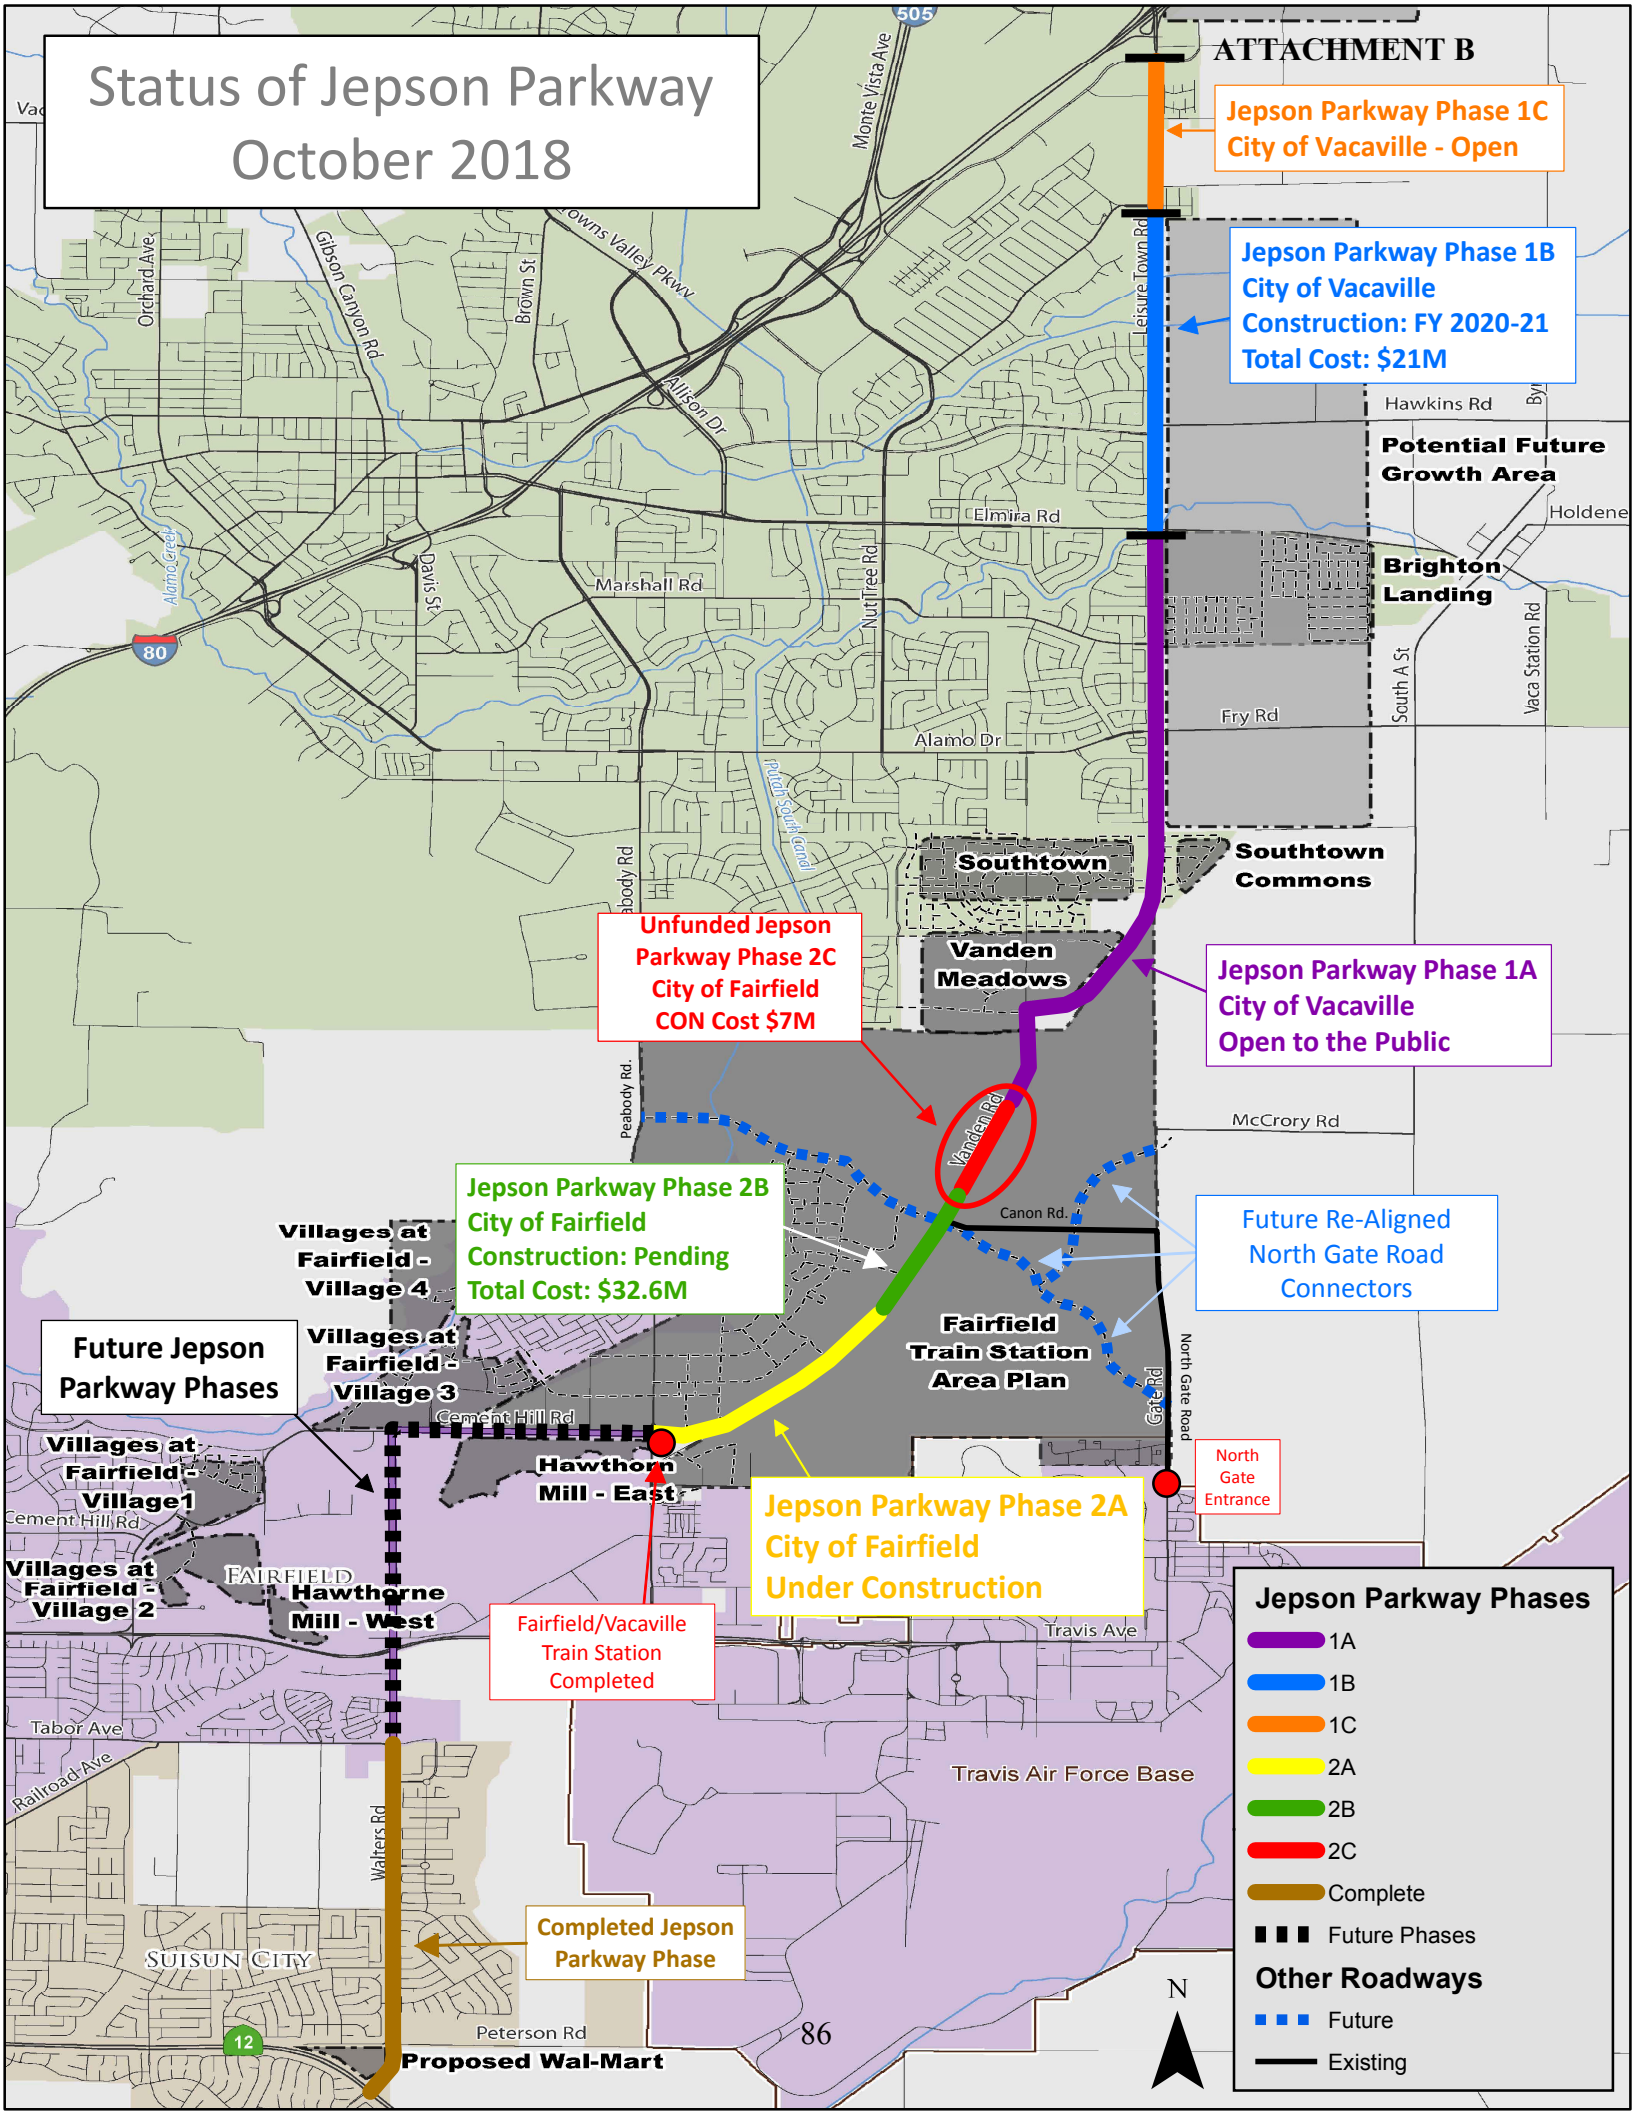 505
ATTACHMENT B
Status of Jepson Parkway
October 2018
Vac
Monte Vista Ave
Jepson Parkway Phase 1C
City of Vacaville - Open
Orchard Ave
Gibson Canyon Rd
Brown St
owns Valley Pkwy
Leisure Town Rd
Jepson Parkway Phase 1B
City of Vacaville
Construction: FY 2020-21
Total Cost: $21M
Allison Dr
Hawkins Rd
Byr
Potential Future
Growth Area
Elmira Rd
Holdene
Alamo Creek
Davis St
Marshall Rd
Nut Tree Rd
Brighton
Landing
80
South A St
Vaca Station Rd
Fry Rd
Alamo Dr
Putah South Canal
abody Rd
Southtown
Southtown
Commons
Unfunded Jepson
Parkway Phase 2C
City of Fairfield
CON Cost $7M
Vanden
Meadows
Jepson Parkway Phase 1A
City of Vacaville
Open to the Public
Peabody Rd.
Vanden Rd
McCrory Rd
Jepson Parkway Phase 2B
City of Fairfield
Construction: Pending
Total Cost: $32.6M
Canon Rd.
Future Re-Aligned
North Gate Road
Connectors
Villages at
Fairfield -
Village 4
Fairfield
Train Station
Area Plan
Future Jepson
Parkway Phases
Villages at
Fairfield -
Village 3
Gate Rd
North Gate Road
Cement Hill Rd
Villages at
Fairfield -
Village1
Hawthorn
Mill - East
North
Gate
Entrance
Jepson Parkway Phase 2A
City of Fairfield
Under Construction
Cement Hill Rd
Villages at
Fairfield -
Village 2
FAIRFIELD
Hawthorne
Mill - West
Fairfield/Vacaville
Train Station
Completed
Travis Ave
Jepson Parkway Phases
1A
1B
1C
2A
2B
2C
Complete
Future Phases
Other Roadways
Future
Existing
Tabor Ave
Railroad Ave
Travis Air Force Base
Walters Rd
Completed Jepson
Parkway Phase
SUISUN CITY
N
12
Peterson Rd
86
Proposed Wal-Mart